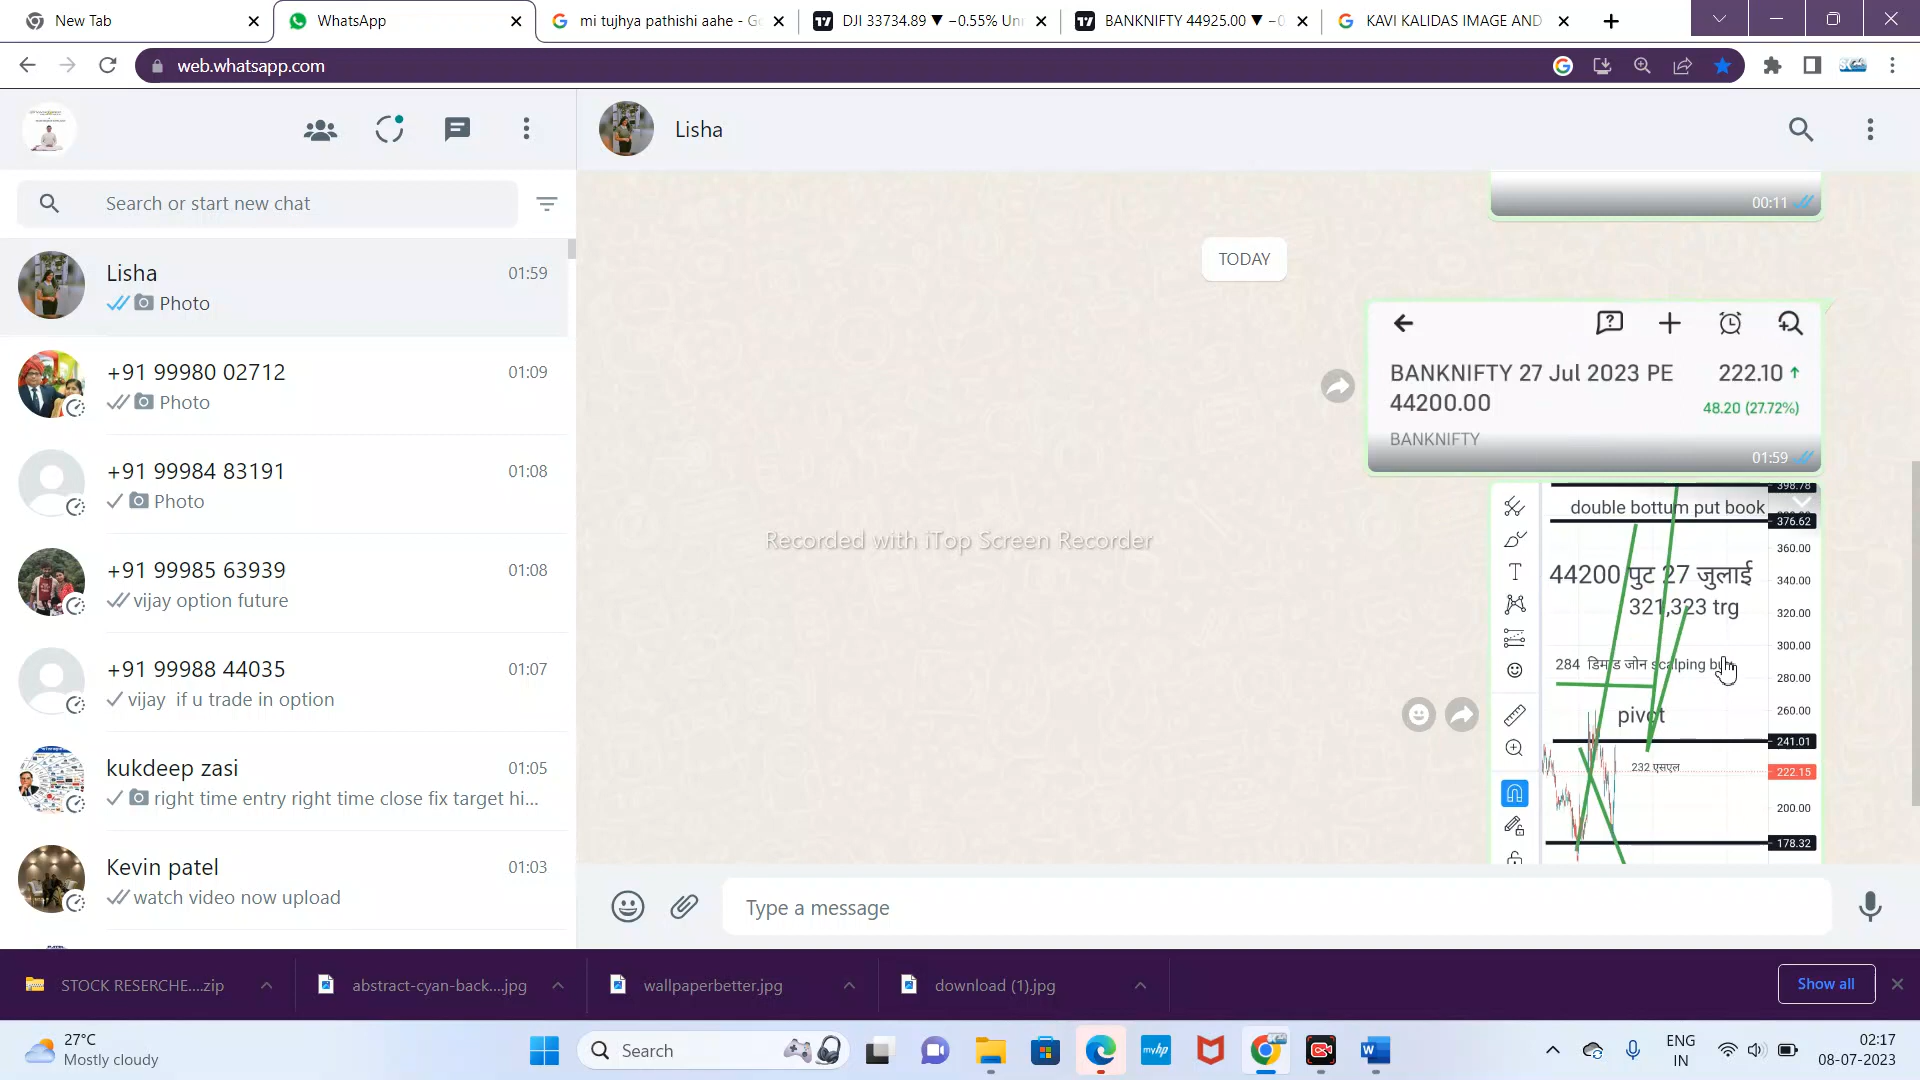 New Tab
WhatsApp
mi tujhya pathishi aahe - Go
DJI 33734.89 ▼ −0.55% Un
BANKNIFTY 44925.00 ▼ −0
KAVI KALIDAS IMAGE AND
web.whatsapp.com
Search or start new chat
Lisha
01:59
Photo
+91 99980 02712
01:09
Photo
+91 99984 83191
01:08
Photo
+91 99985 63939
01:08
vijay option future
+91 99988 44035
01:07
vijay if u trade in option
kukdeep zasi
01:05
right time entry right time close fix target hi...
Kevin patel
01:03
watch video now upload
Lisha
00:11
TODAY
BANKNIFTY 27 Jul 2023 PE
44200.00
222.10 ↑
48.20 (27.72%)
BANKNIFTY
01:59
398.78
double bottum put book
376.62
360.00
44200 पुट 27 जुलाई
340.00
321,323 trg
320.00
300.00
284 डिमांड जोन scalping
280.00
260.00
pivot
241.01
232 एसएल
222.15
200.00
178.32
Recorded with iTop Screen Recorder
Type a message
STOCK RESERCHE....zip
abstract-cyan-back....jpg
wallpaperbetter.jpg
download (1).jpg
Show all
27°C
Mostly cloudy
Search
myhp
ENG
IN
02:17
08-07-2023